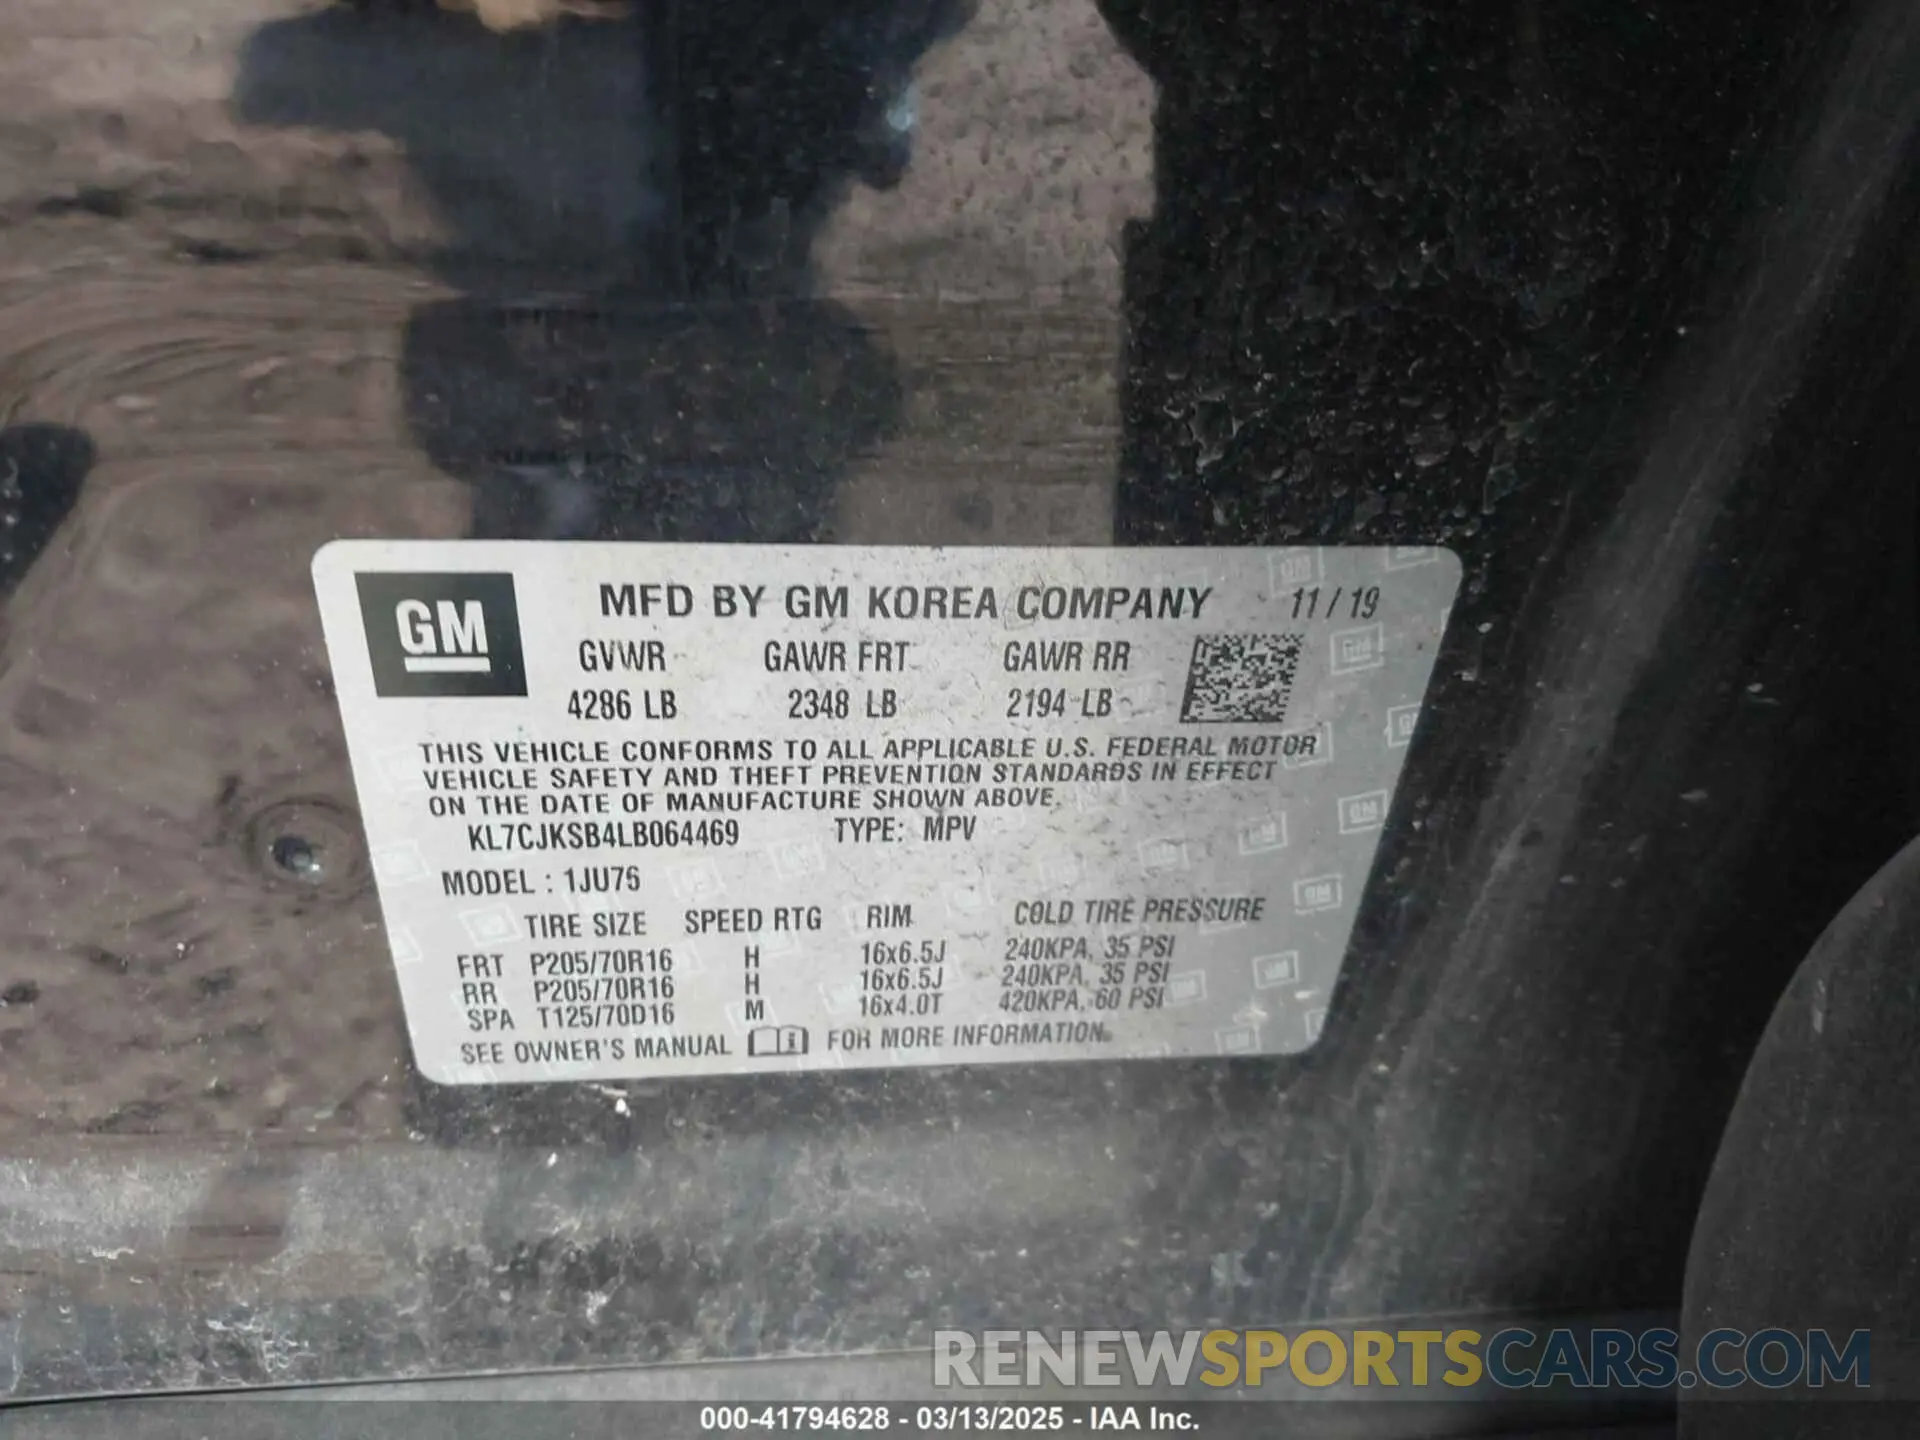 GM
MFD BY GM KOREA COMPANY 11/19
GVWR GAWR FRT GAWR RR
4286 LB 2348 LB 2194 LB
THIS VEHICLE CONFORMS TO ALL APPLICABLE U.S. FEDERAL MOTOR
VEHICLE SAFETY AND THEFT PREVENTION STANDARDS IN EFFECT
ON THE DATE OF MANUFACTURE SHOWN ABOVE.
KL7CJKSB4LB064469 TYPE: MPV
MODEL : 1JU76
TIRE SIZE SPEED RTG RIM COLD TIRE PRESSURE
FRT P205/70R16 H 16x6.5J 240KPA, 35 PSI
RR P205/70R16 H 16x6.5J 240KPA, 35 PSI
SPA T125/70D16 M 16x4.0T 420KPA, 60 PSI
SEE OWNER'S MANUAL FOR MORE INFORMATION.
RENEWSPORTSCARS.COM
000-41794628 - 03/13/2025 - IAA Inc.